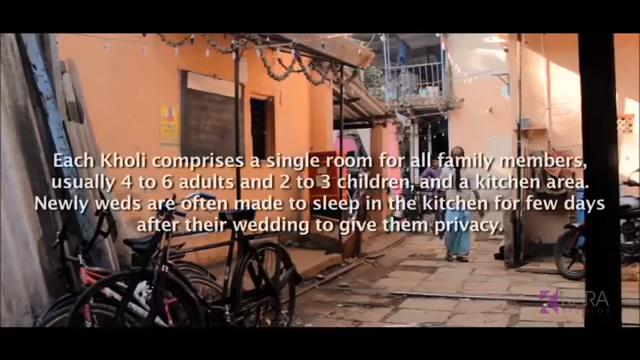 Each Kholi comprises a single room for all family members,
usually 4 to 6 adults and 2 to 3 children, and a kitchen area.
Newly weds are often made to sleep in the kitchen for few days
after their wedding to give them privacy.